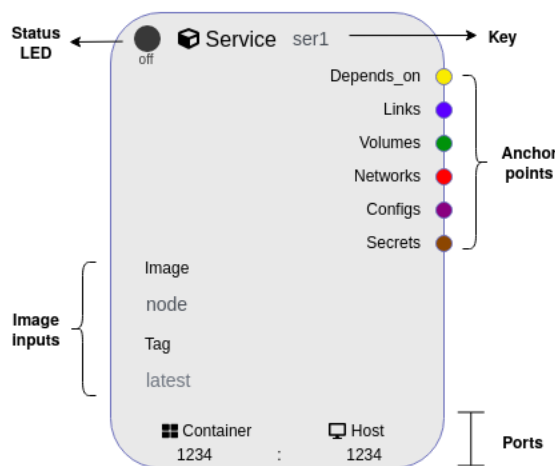 Status
LED
off
Service ser1
Key
Depends_on
Links
Volumes
Networks
Configs
Secrets
Anchor
points
Image
node
Tag
latest
Image
inputs
Container
Host
1234 : 1234
Ports